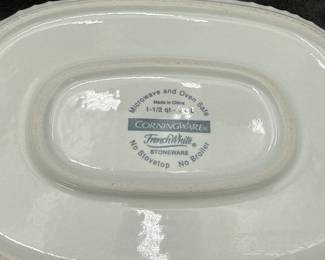 Microwave and Oven Safe
Made in China
1-1/2 qt -
CORNINGWARE®
French White®
STONEWARE
No Stovetop No Broiler